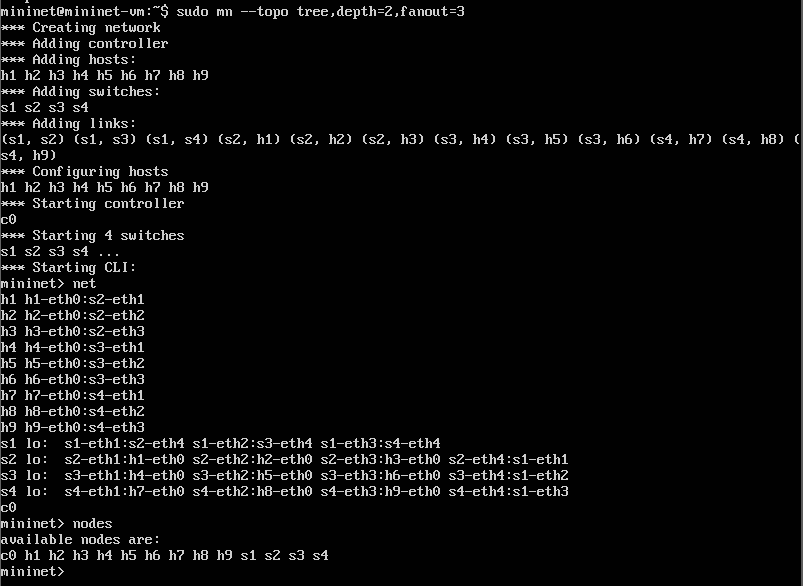 mininet@mininet-vm:~$ sudo mn --topo tree,depth=2,fanout=3
*** Creating network
*** Adding controller
*** Adding hosts:
h1 h2 h3 h4 h5 h6 h7 h8 h9
*** Adding switches:
s1 s2 s3 s4
*** Adding links:
(s1, s2) (s1, s3) (s1, s4) (s2, h1) (s2, h2) (s2, h3) (s3, h4) (s3, h5) (s3, h6) (s4, h7) (s4, h8) (
s4, h9)
*** Configuring hosts
h1 h2 h3 h4 h5 h6 h7 h8 h9
*** Starting controller
c0
*** Starting 4 switches
s1 s2 s3 s4 ...
*** Starting CLI:
mininet> net
h1 h1-eth0:s2-eth1
h2 h2-eth0:s2-eth2
h3 h3-eth0:s2-eth3
h4 h4-eth0:s3-eth1
h5 h5-eth0:s3-eth2
h6 h6-eth0:s3-eth3
h7 h7-eth0:s4-eth1
h8 h8-eth0:s4-eth2
h9 h9-eth0:s4-eth3
s1 lo:  s1-eth1:s2-eth4 s1-eth2:s3-eth4 s1-eth3:s4-eth4
s2 lo:  s2-eth1:h1-eth0 s2-eth2:h2-eth0 s2-eth3:h3-eth0 s2-eth4:s1-eth1
s3 lo:  s3-eth1:h4-eth0 s3-eth2:h5-eth0 s3-eth3:h6-eth0 s3-eth4:s1-eth2
s4 lo:  s4-eth1:h7-eth0 s4-eth2:h8-eth0 s4-eth3:h9-eth0 s4-eth4:s1-eth3
c0
mininet> nodes
available nodes are:
c0 h1 h2 h3 h4 h5 h6 h7 h8 h9 s1 s2 s3 s4
mininet>